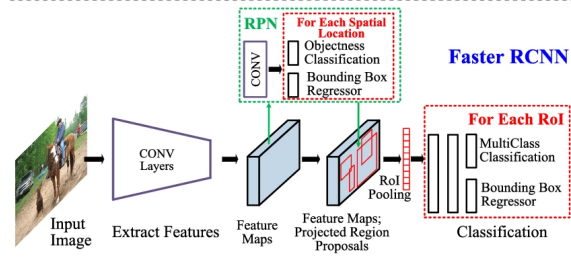 RPN
For Each Spatial
Location
CONV
Objectness
Classification
Bounding Box
Regressor
Faster RCNN
For Each RoI
CONV
Layers
MultiClass
Classification
RoI
Pooling
Bounding Box
Regressor
Input
Image
Extract Features
Feature
Maps
Feature Maps;
Projected Region
Proposals
Classification